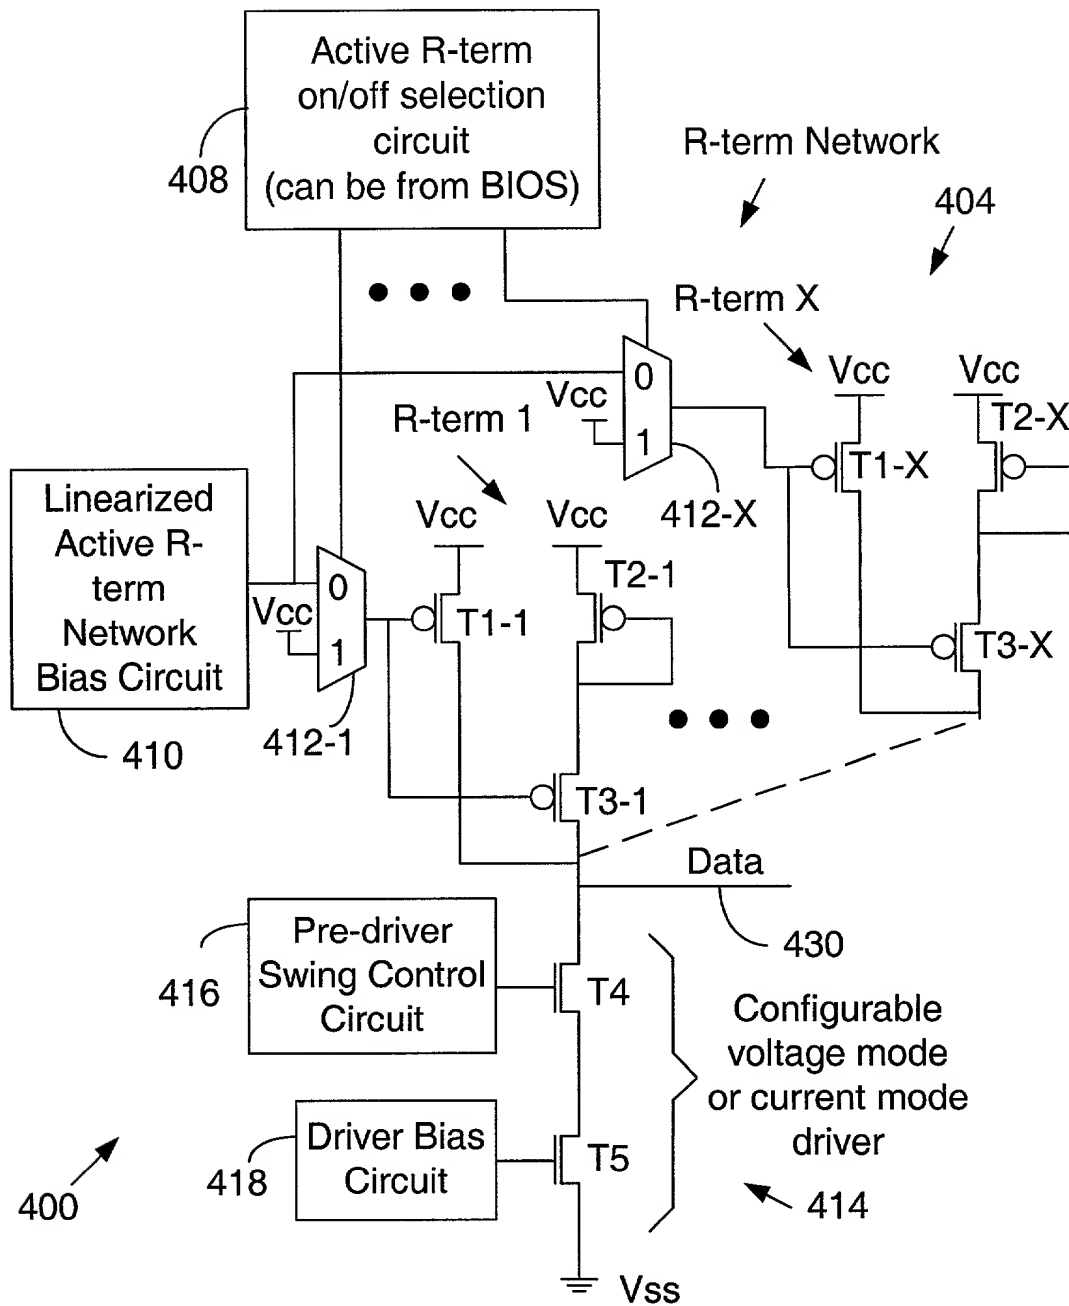 Active R-term
on/off selection
circuit
(can be from BIOS)
408
R-term Network
404
R-term X
Vcc
Vcc
T2-X
0
Vcc
1
T1-X
412-X
T3-X
R-term 1
Vcc
Vcc
T2-1
Linearized
Active R-
term
Network
Bias Circuit
410
0
Vcc
1
412-1
T1-1
T3-1
Data
430
Pre-driver
Swing Control
Circuit
416
T4
Configurable
voltage mode
or current mode
driver
414
Driver Bias
Circuit
418
T5
400
Vss